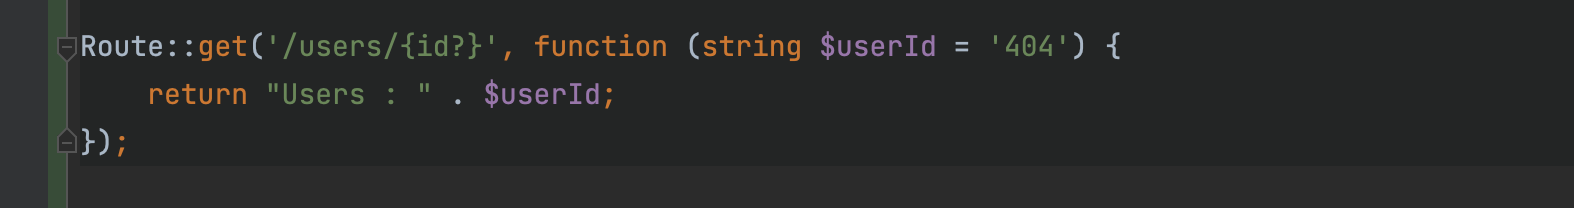 Route::get('/users/{id?}', function (string $userId = '404') {
    return "Users : " . $userId;
});